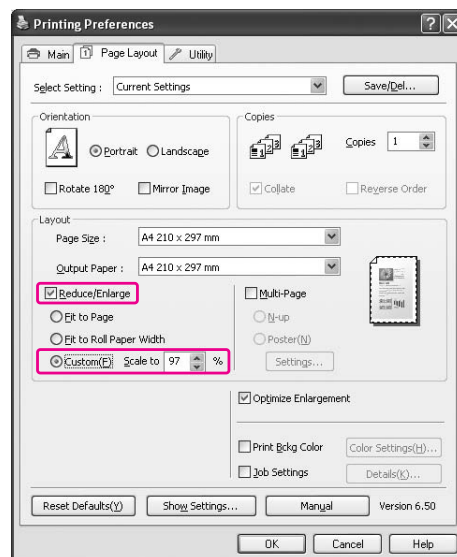 Printing Preferences
Main Page Layout Utility
Select Setting : Current Settings Save/Del...
Orientation
Portrait Landscape
Rotate 180° Mirror Image
Copies
Copies 1
Collate Reverse Order
Layout
Page Size : A4 210 x 297 mm
Output Paper : A4 210 x 297 mm
Reduce/Enlarge
Fit to Page
Fit to Roll Paper Width
Custom(F) Scale to 97 %
Multi-Page
N-up
Poster(N)
Settings...
Optimize Enlargement
Print Bckg Color Color Settings(H)...
Job Settings Details(K)...
Reset Defaults(Y) Show Settings... Manual Version 6.50
OK Cancel Help